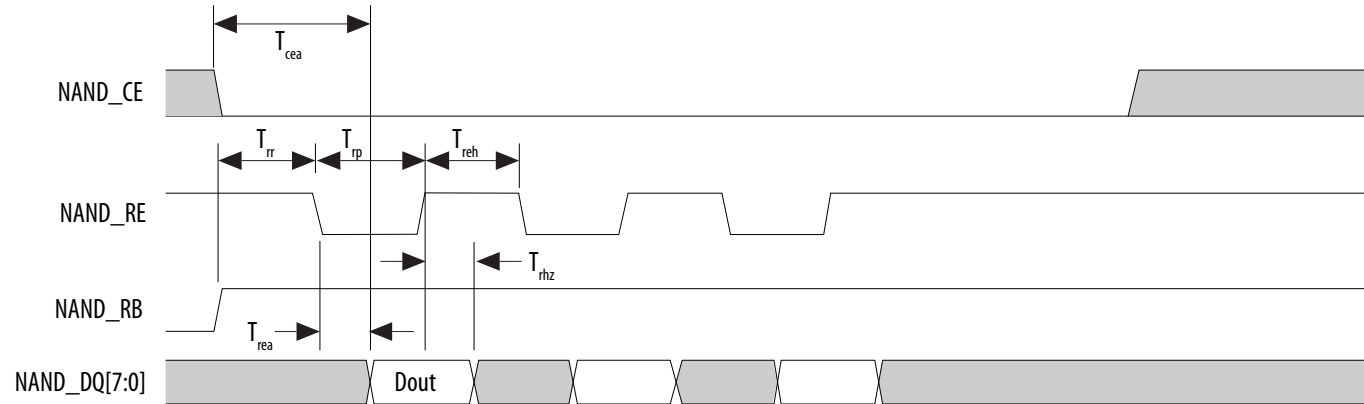 Tcea
NAND_CE
Trr
Trp
Treh
NAND_RE
Trhz
NAND_RB
Trea
NAND_DQ[7:0]
Dout